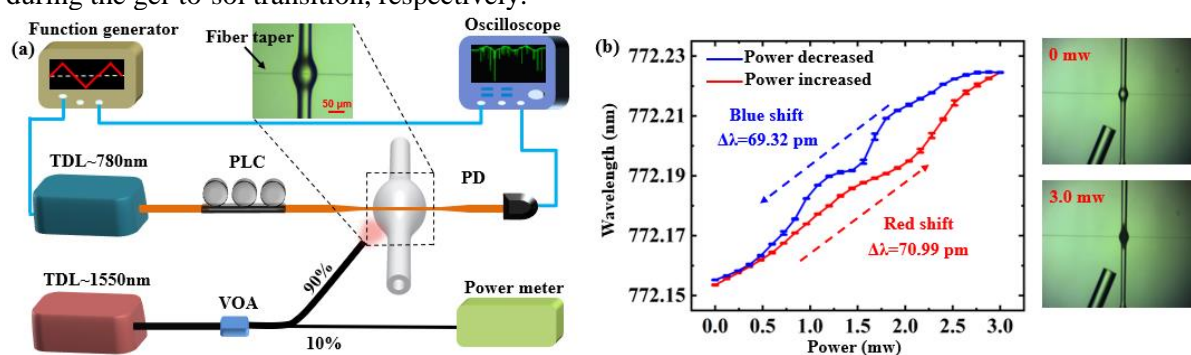 during the gel-to-sol transition, respectively.
Function generator
Oscilloscope
(a)
Fiber taper
50 μm
TDL~780nm
PLC
PD
TDL~1550nm
VOA
90%
10%
Power meter
(b)
Power decreased
Power increased
Blue shift
Δλ=69.32 pm
Red shift
Δλ=70.99 pm
Wavelength (nm)
772.23
772.21
772.19
772.17
772.15
0.0 0.5 1.0 1.5 2.0 2.5 3.0
Power (mw)
0 mw
3.0 mw